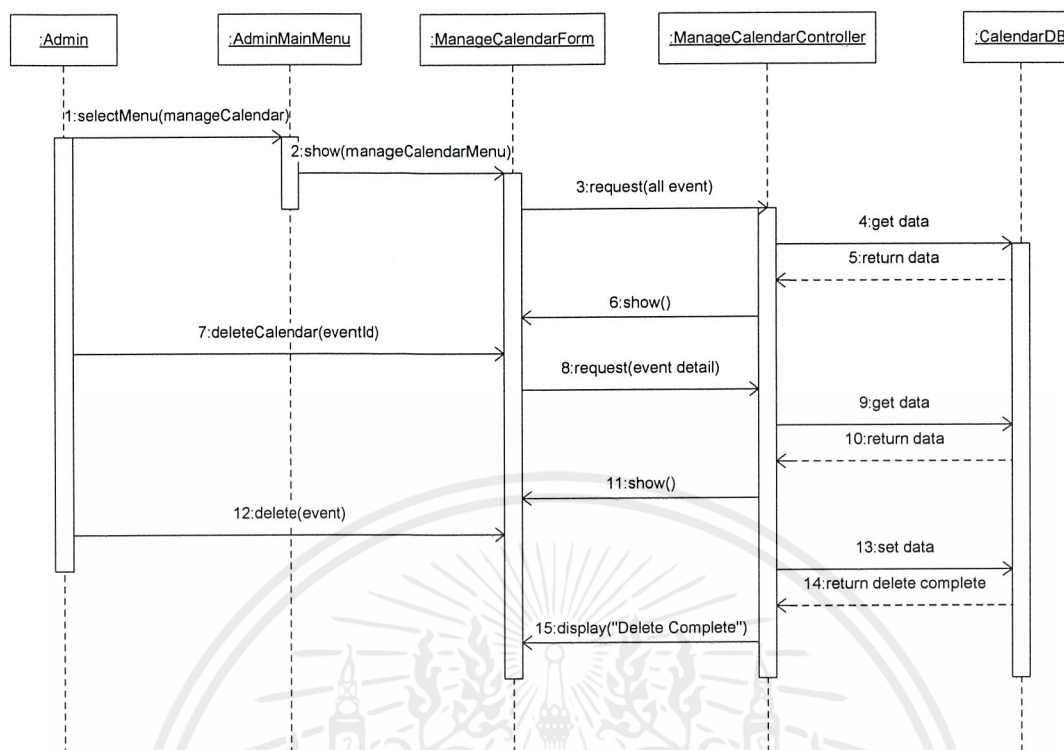 :Admin
:AdminMainMenu
:ManageCalendarForm
:ManageCalendarController
:CalendarDB
1:selectMenu(manageCalendar)
2:show(manageCalendarMenu)
3:request(all event)
4:get data
5:return data
6:show()
7:deleteCalendar(eventId)
8:request(event detail)
9:get data
10:return data
11:show()
12:delete(event)
13:set data
14:return delete complete
15:display("Delete Complete")